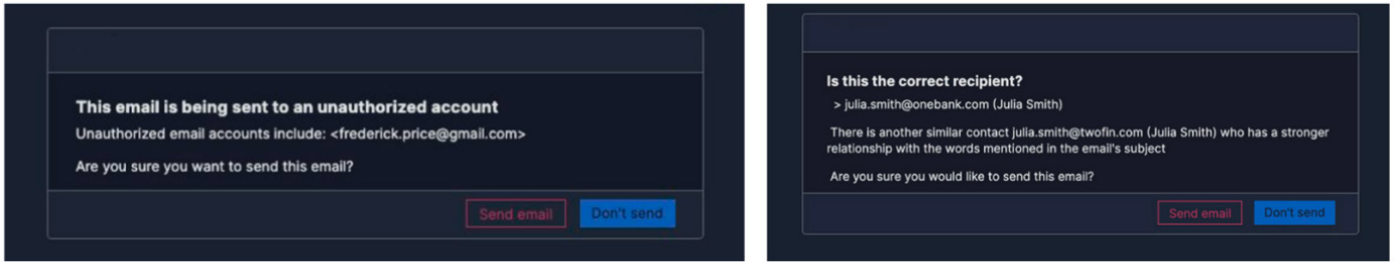 This email is being sent to an unauthorized account
Unauthorized email accounts include: <frederick.price@gmail.com>
Are you sure you want to send this email?
Send email
Don't send
Is this the correct recipient?
> julia.smith@onebank.com (Julia Smith)
There is another similar contact julia.smith@twofin.com (Julia Smith) who has a stronger
relationship with the words mentioned in the email's subject
Are you sure you would like to send this email?
Send email
Don't send